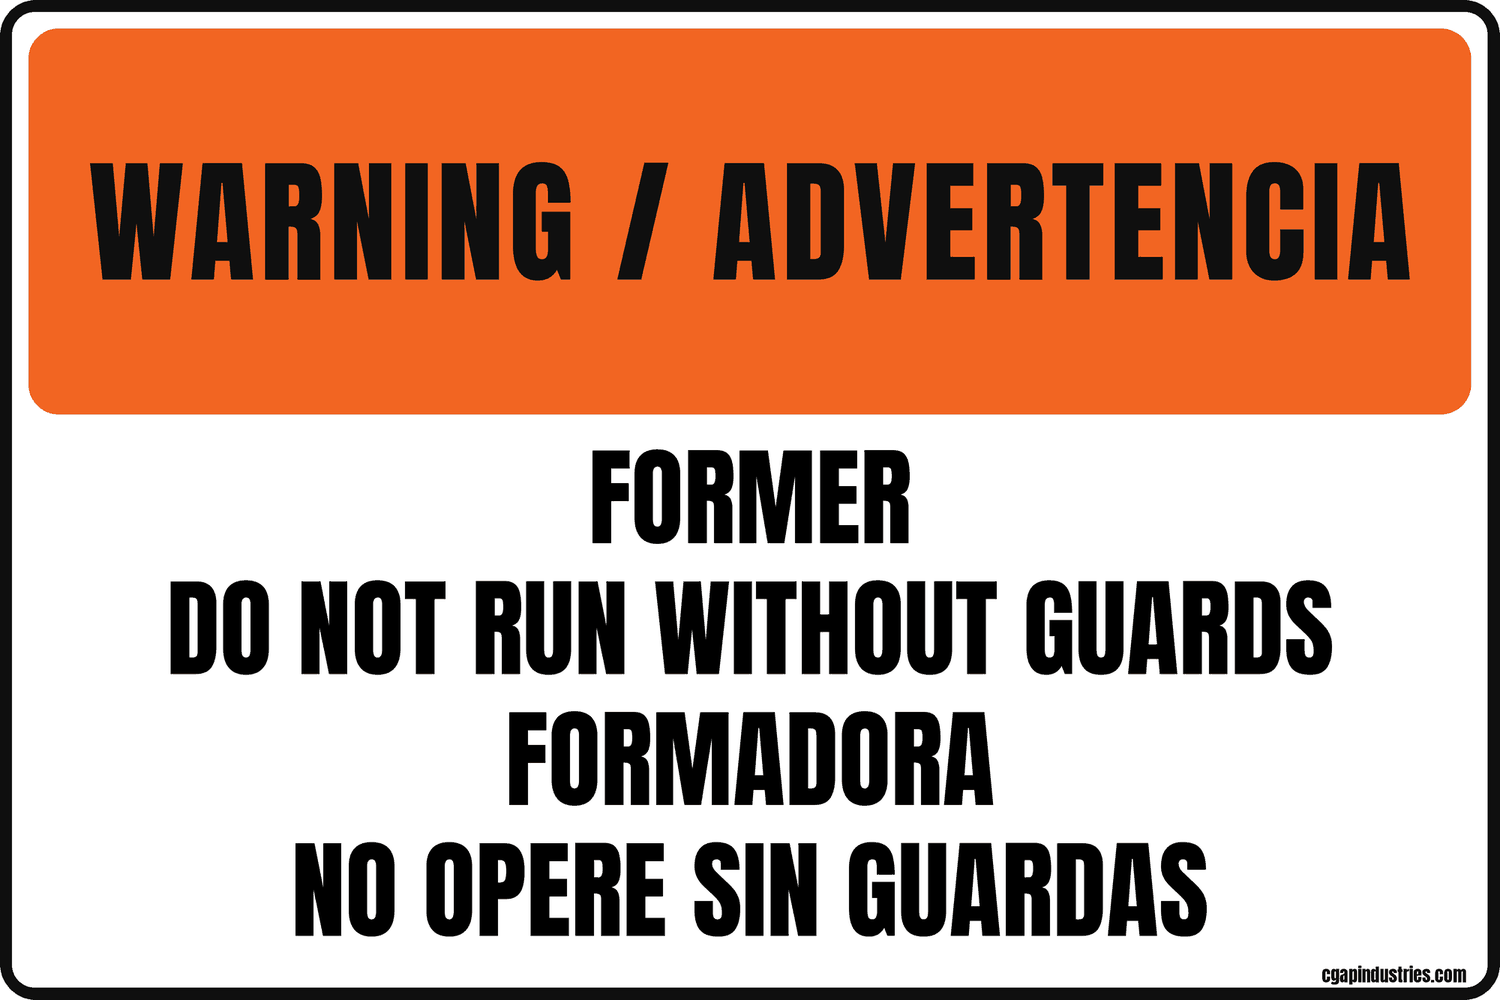 WARNING / ADVERTENCIA
FORMER
DO NOT RUN WITHOUT GUARDS
FORMADORA
NO OPERE SIN GUARDAS
cgapindustries.com